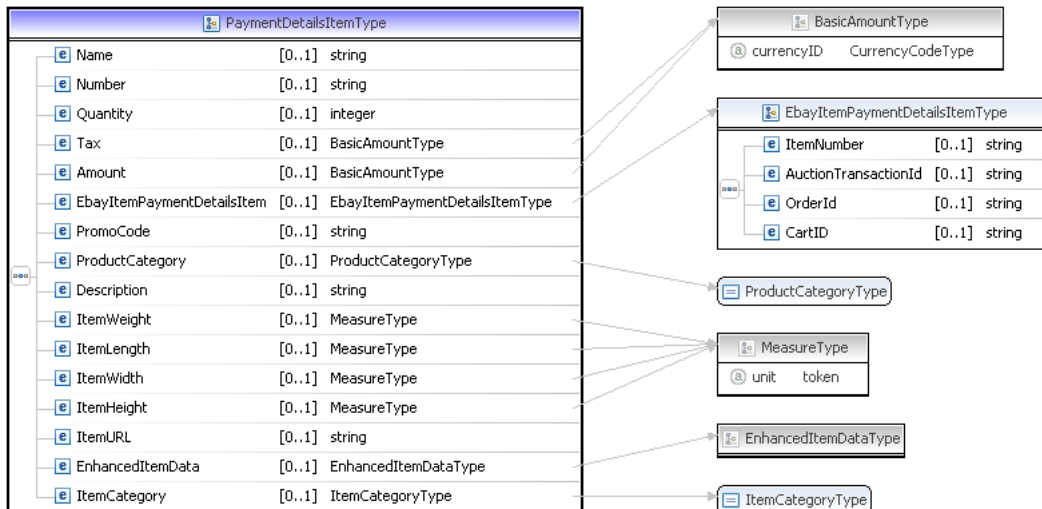 PaymentDetailsItemType
e Name [0..1] string
e Number [0..1] string
e Quantity [0..1] integer
e Tax [0..1] BasicAmountType
e Amount [0..1] BasicAmountType
e EbayItemPaymentDetailsItem [0..1] EbayItemPaymentDetailsItemType
e PromoCode [0..1] string
e ProductCategory [0..1] ProductCategoryType
e Description [0..1] string
e ItemWeight [0..1] MeasureType
e ItemLength [0..1] MeasureType
e ItemWidth [0..1] MeasureType
e ItemHeight [0..1] MeasureType
e ItemURL [0..1] string
e EnhancedItemData [0..1] EnhancedItemDataType
e ItemCategory [0..1] ItemCategoryType
BasicAmountType
@ currencyID CurrencyCodeType
EbayItemPaymentDetailsItemType
e ItemNumber [0..1] string
e AuctionTransactionId [0..1] string
e OrderId [0..1] string
e CartID [0..1] string
ProductCategoryType
MeasureType
@ unit token
EnhancedItemDataType
ItemCategoryType